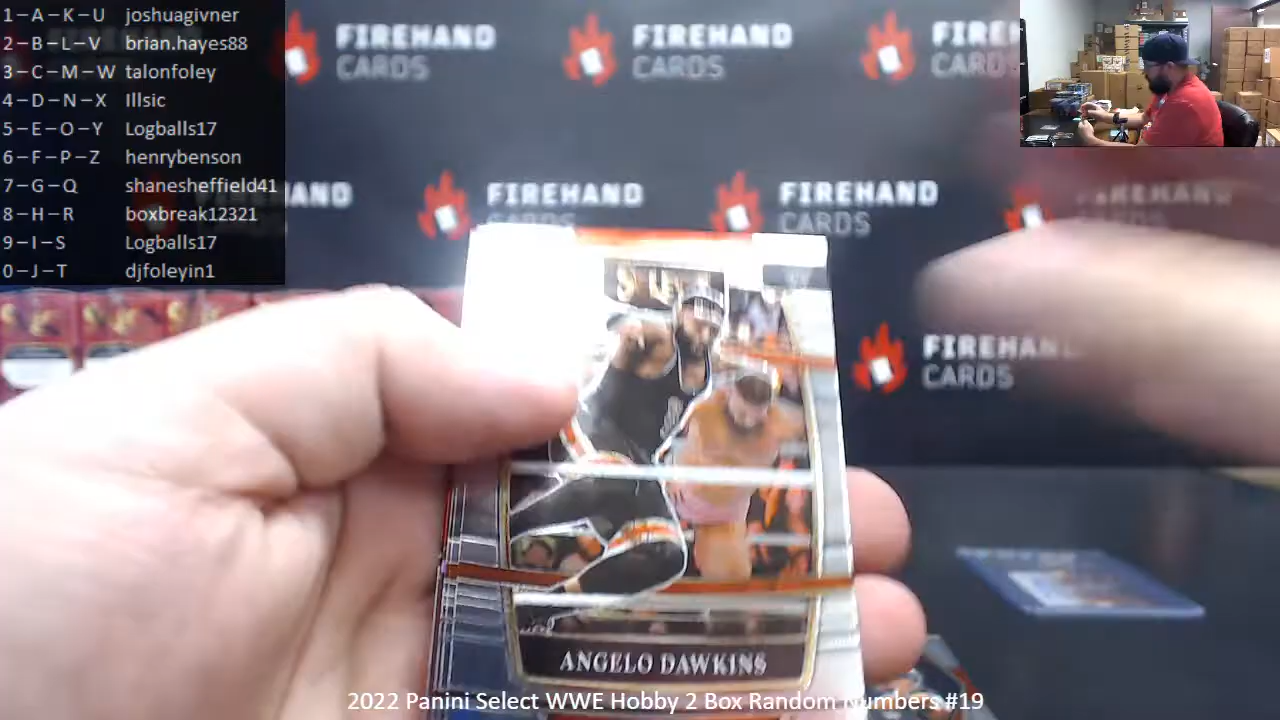 1-A-K-U joshuagivner
2-B-L-V brian.hayes88
3-C-M-W talonfoley
4-D-N-X Illsic
5-E-O-Y Logballs17
6-F-P-Z henrybenson
7-G-Q shanesheffield41
8-H-R boxbreak12321
9-I-S Logballs17
0-J-T djfoleyin1
FIREHAND CARDS
FIREHAND CARDS
FIREHAND CARDS
FIREHAND CARDS
FIREHAND CARDS
ANGELO DAWKINS
2022 Panini Select WWE Hobby 2 Box Random Numbers #19